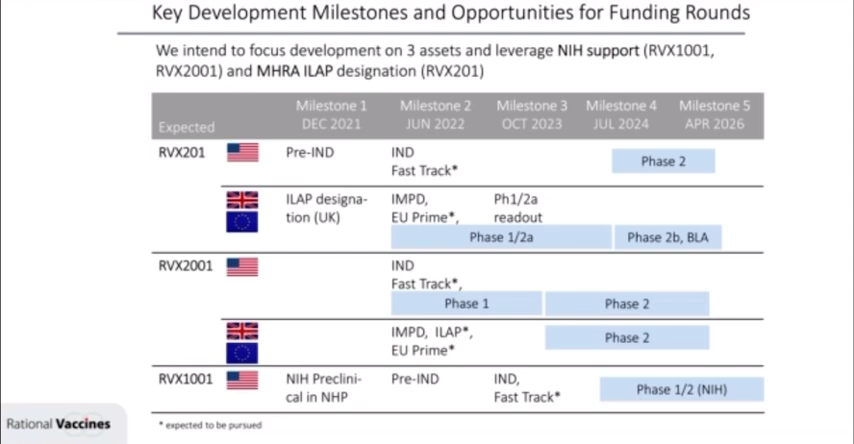 Key Development Milestones and Opportunities for Funding Rounds
We intend to focus development on 3 assets and leverage NIH support (RVX1001,
RVX2001) and MHRA ILAP designation (RVX201)
Expected
Milestone 1
DEC 2021
Milestone 2
JUN 2022
Milestone 3
OCT 2023
Milestone 4
JUL 2024
Milestone 5
APR 2026
RVX201
Pre-IND
IND
Fast Track*
Phase 2
ILAP designa-
tion (UK)
IMPD,
EU Prime*,
Ph1/2a
readout
Phase 1/2a
Phase 2b, BLA
RVX2001
IND
Fast Track*,
Phase 1
Phase 2
IMPD, ILAP*,
EU Prime*
Phase 2
RVX1001
NIH Preclini-
cal in NHP
Pre-IND
IND,
Fast Track*
Phase 1/2 (NIH)
Rational Vaccines
* expected to be pursued